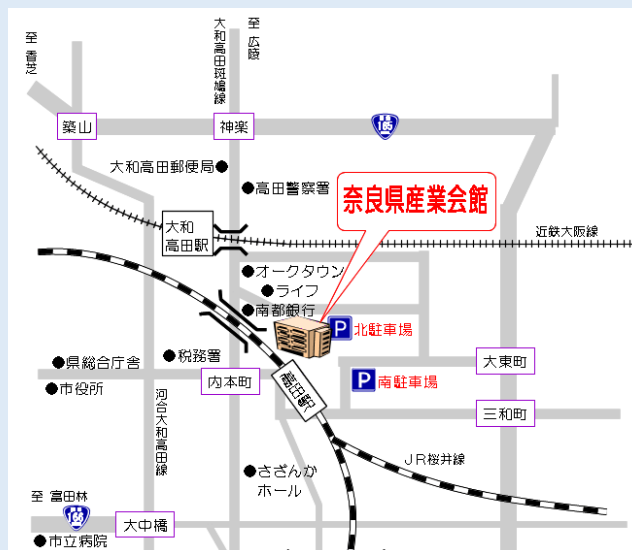 至 香芝
大和高田斑鳩線
至 広陵
築山
神楽
165
大和高田郵便局
高田警察署
奈良県産業会館
大和
高田駅
近鉄大阪線
オークタウン
ライフ
南都銀行
P 北駐車場
県総合庁舎
税務署
大東町
市役所
内本町
高田駅
P 南駐車場
三和町
河合大和高田線
JR桜井線
さざんか
ホール
至 富田林
166
大中橋
市立病院